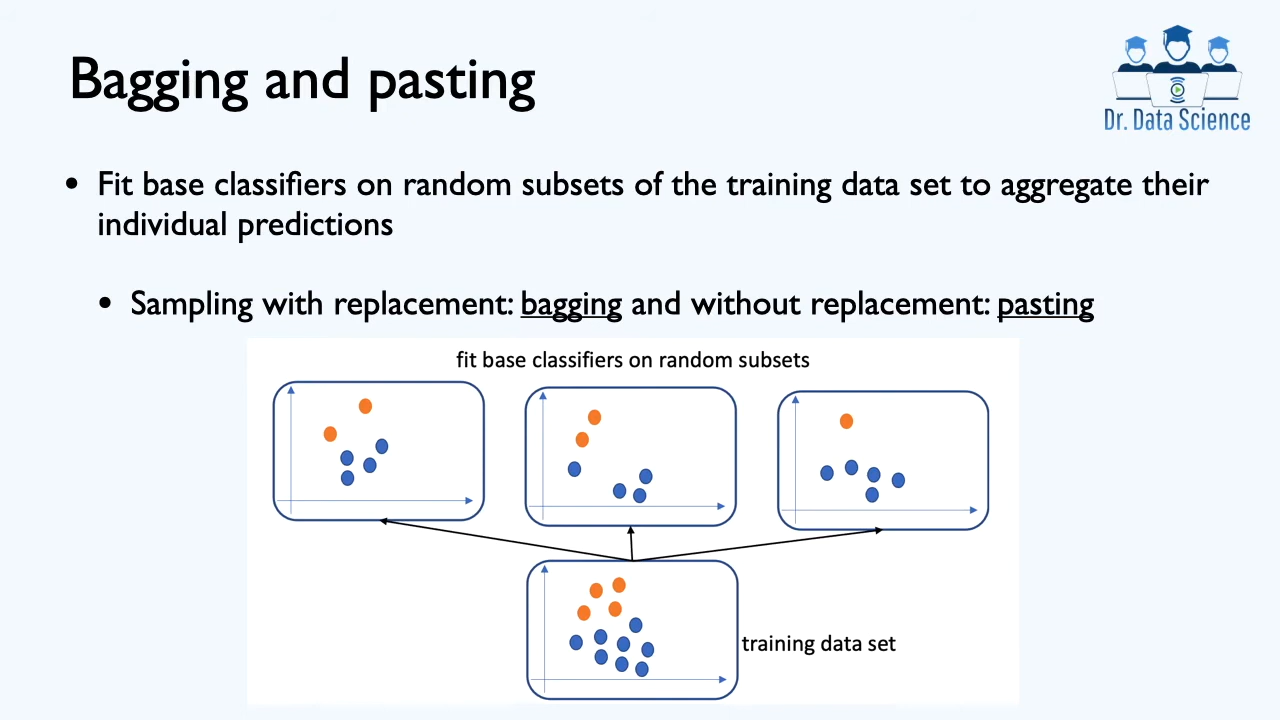 Bagging and pasting
Dr. Data Science
• Fit base classifiers on random subsets of the training data set to aggregate their
individual predictions
• Sampling with replacement: bagging and without replacement: pasting
fit base classifiers on random subsets
training data set